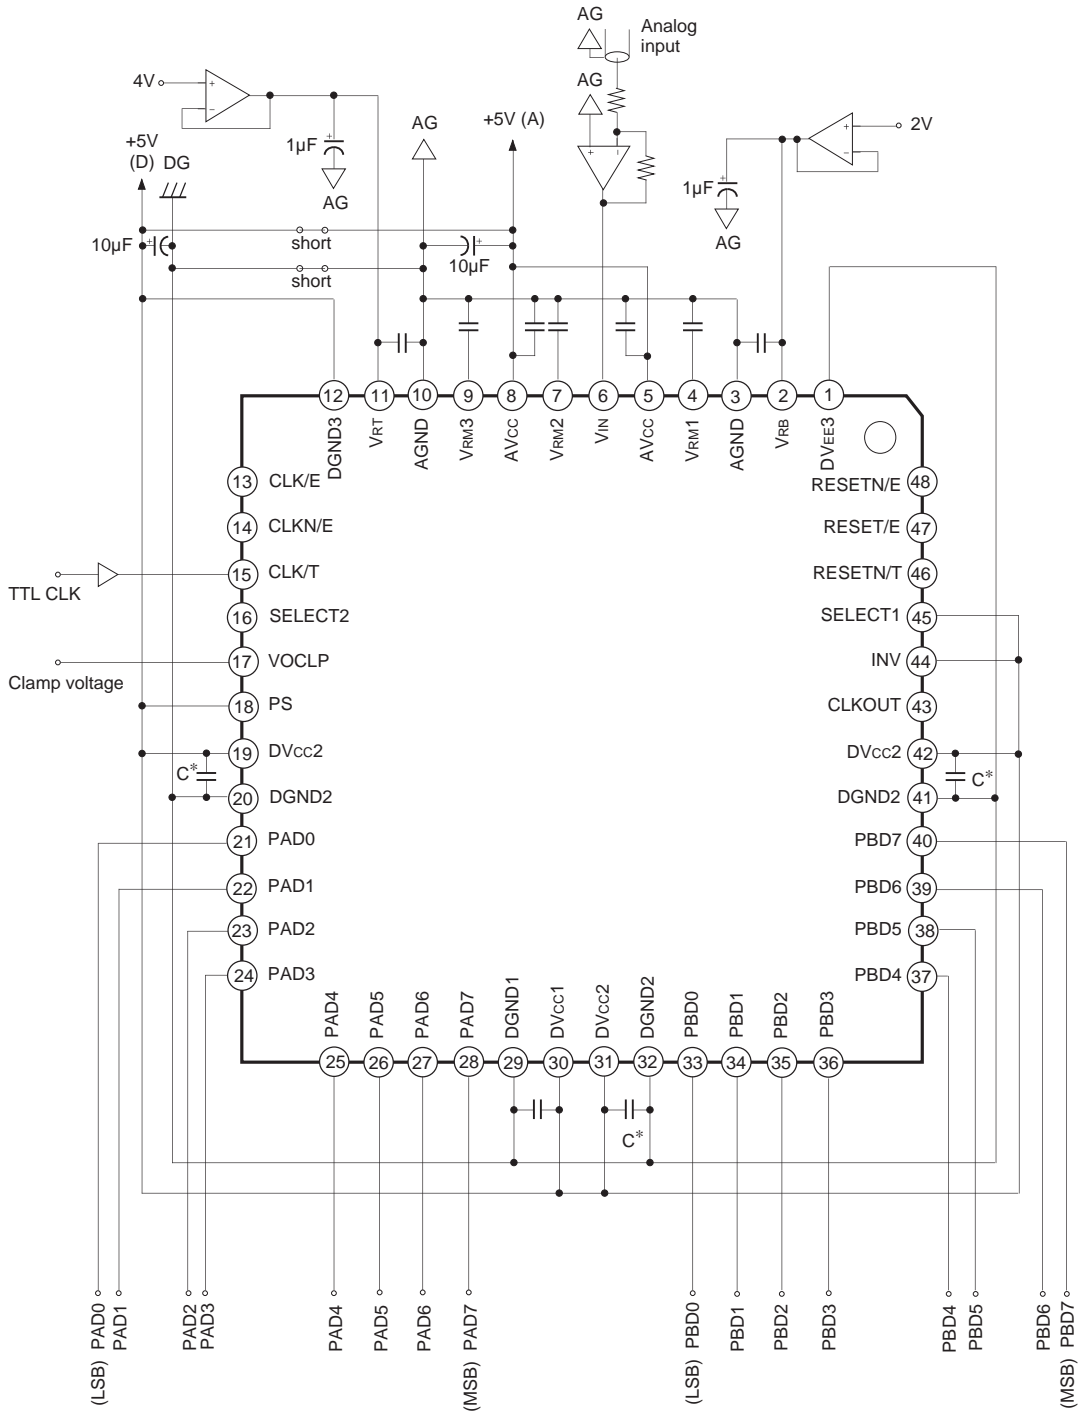 AG
Analog
input
4V
AG
+5V (A)
AG
2V
+5V
(D)
DG
1µF
AG
1µF
AG
10µF
short
10µF
short
12
11
10
9
8
7
6
5
4
3
2
1
DGND3
VRT
AGND
VRM3
AVCC
VRM2
VIN
AVCC
VRM1
AGND
VRB
DVEE3
13 CLK/E
14 CLKN/E
15 CLK/T
TTL CLK
16 SELECT2
17 VOCLP
Clamp voltage
18 PS
19 DVCC2
C*
20 DGND2
21 PAD0
22 PAD1
23 PAD2
24 PAD3
RESETN/E 48
RESET/E 47
RESETN/T 46
SELECT1 45
INV 44
CLKOUT 43
DVCC2 42
C*
DGND2 41
PBD7 40
PBD6 39
PBD5 38
PBD4 37
PAD4
PAD5
PAD6
PAD7
DGND1
DVCC1
DVCC2
DGND2
PBD0
PBD1
PBD2
PBD3
25
26
27
28
29
30
31
32
33
34
35
36
C*
(LSB) PAD0
PAD1
PAD2
PAD3
PAD4
PAD5
PAD6
(MSB) PAD7
(LSB) PBD0
PBD1
PBD2
PBD3
PBD4
PBD5
PBD6
(MSB) PBD7